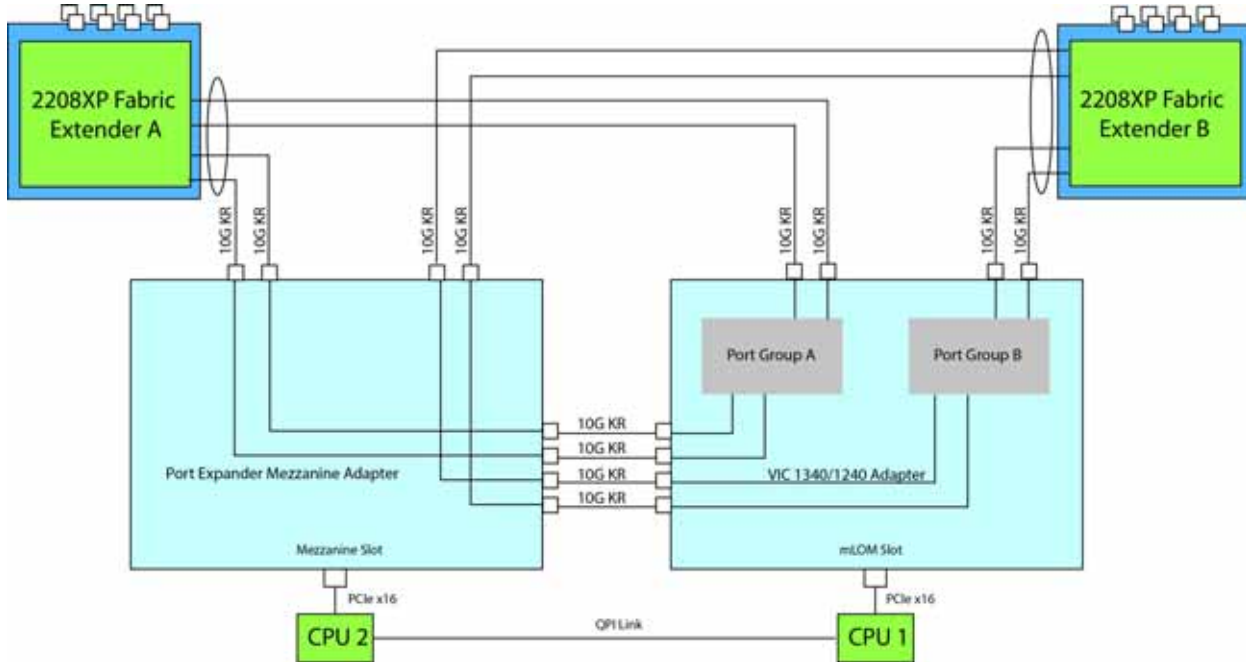 2208XP Fabric
Extender A
2208XP Fabric
Extender B
10G KR
10G KR
10G KR
10G KR
10G KR
10G KR
10G KR
10G KR
Port Group A
Port Group B
10G KR
10G KR
10G KR
10G KR
Port Expander Mezzanine Adapter
VIC 1340/1240 Adapter
Mezzanine Slot
mLOM Slot
PCIe x16
PCIe x16
CPU 2
QPI Link
CPU 1